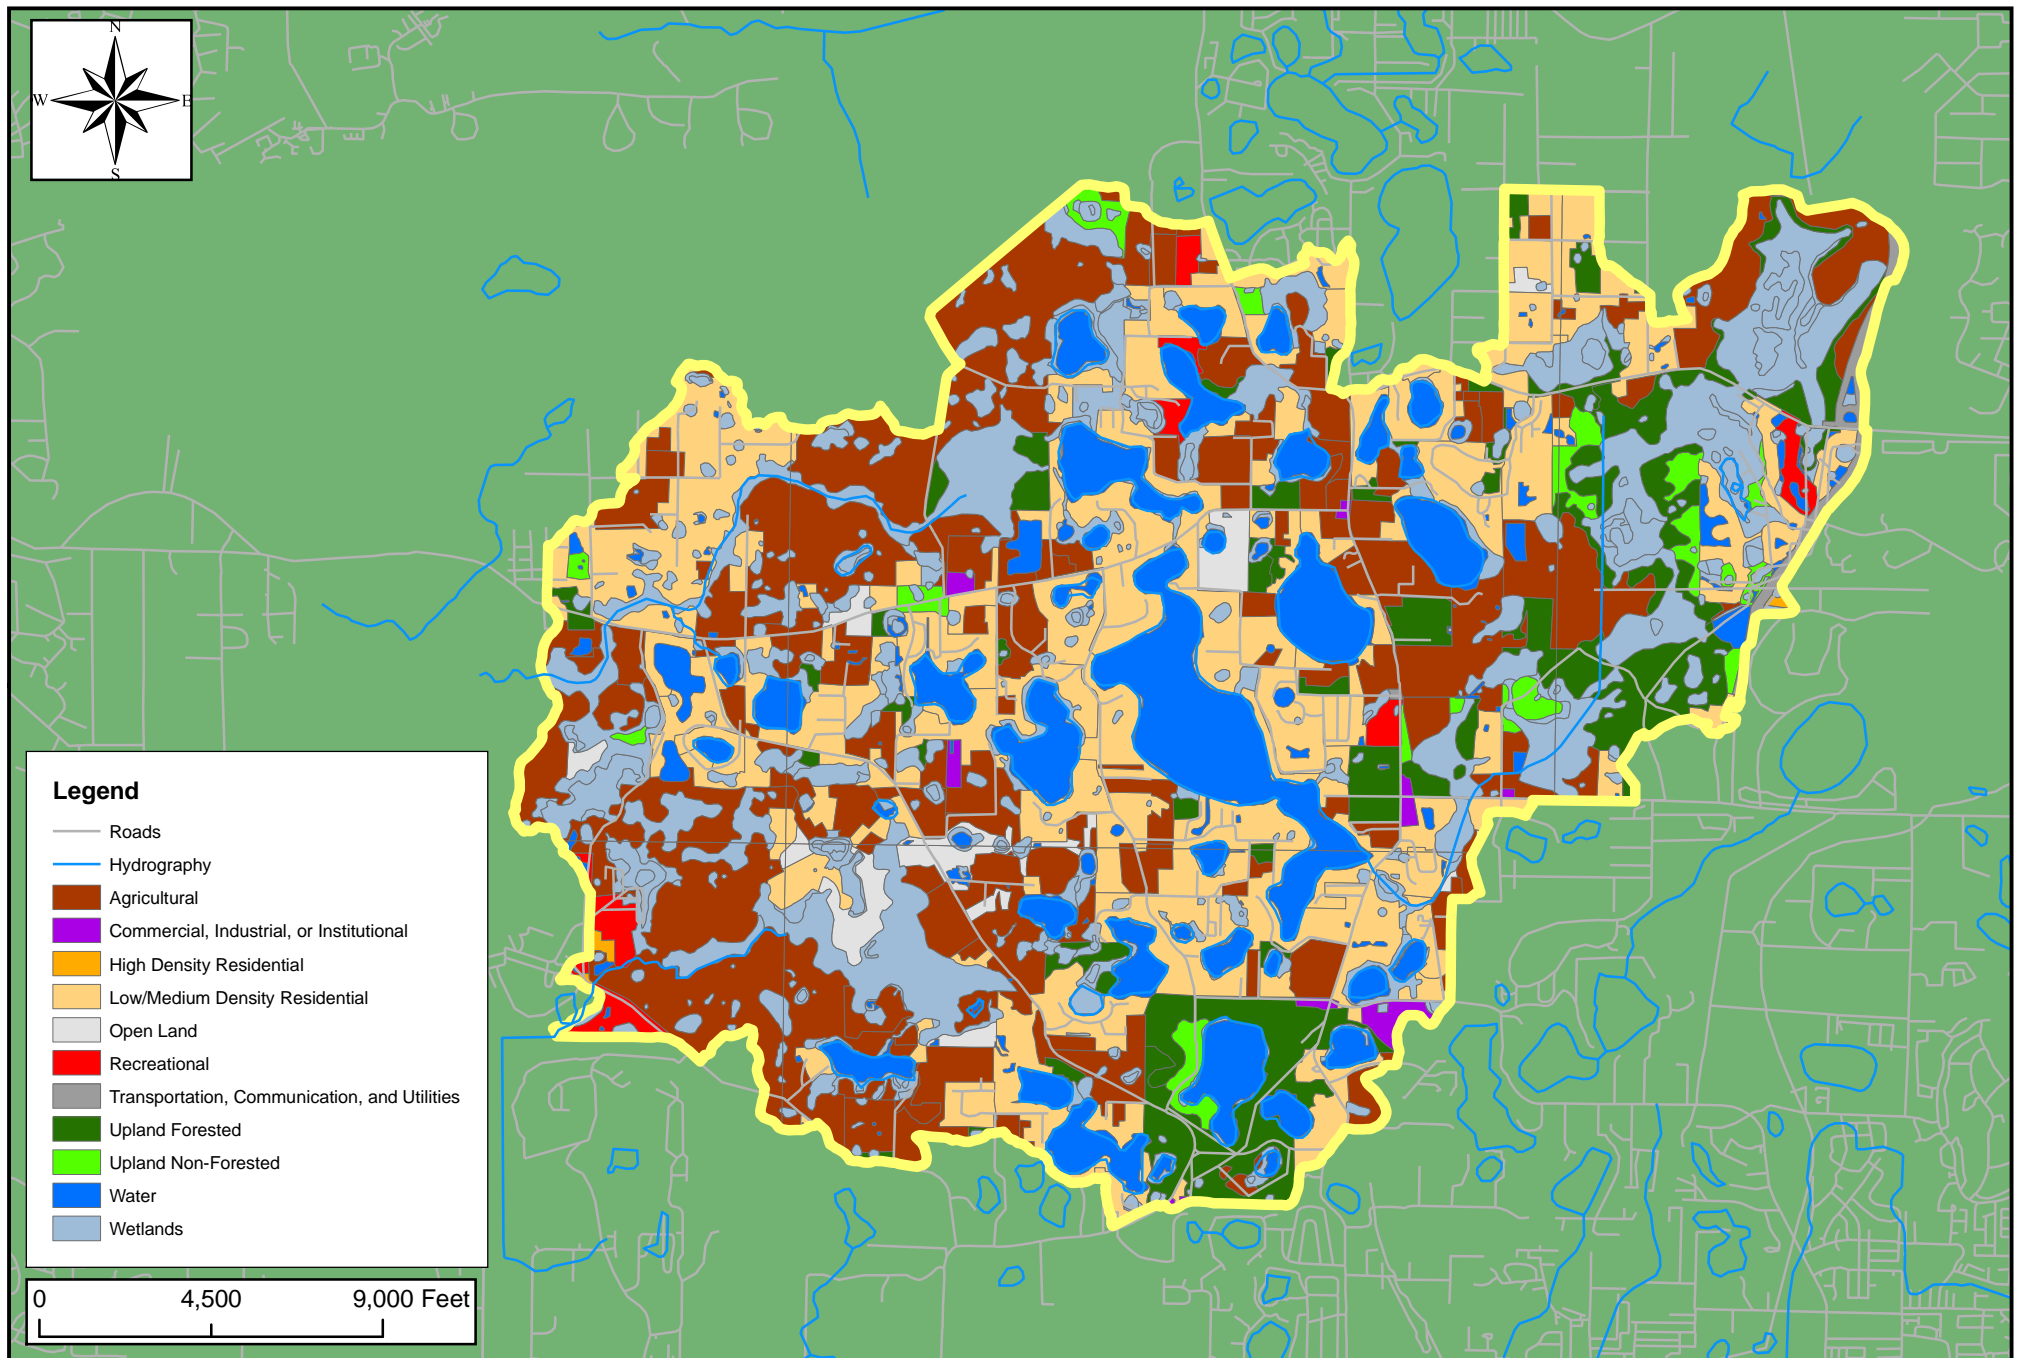 N
W E
S
Legend
Roads
Hydrography
Agricultural
Commercial, Industrial, or Institutional
High Density Residential
Low/Medium Density Residential
Open Land
Recreational
Transportation, Communication, and Utilities
Upland Forested
Upland Non-Forested
Water
Wetlands
0 4,500 9,000 Feet